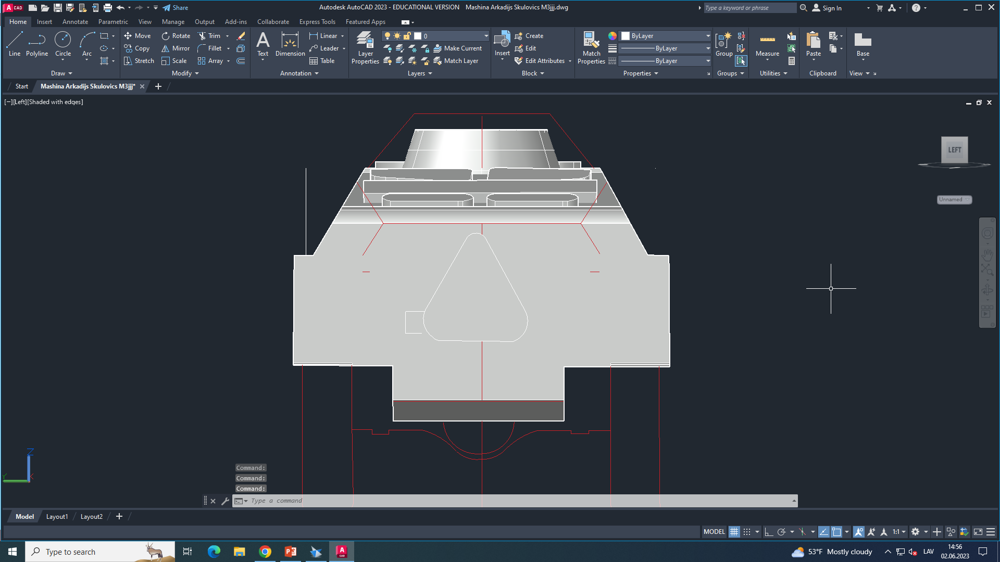 A CAD
Share
Autodesk AutoCAD 2023 - EDUCATIONAL VERSION Mashina Arkadijs Skulovics M3jjj.dwg
Type a keyword or phrase
Sign In
Home Insert Annotate Parametric View Manage Output Add-ins Collaborate Express Tools Featured Apps
Move Rotate Trim Linear 0 Create ByLayer
Line Polyline Circle Arc Copy Mirror Fillet Text Dimension Leader Layer Properties Make Current Insert Edit Match Properties ByLayer Group Measure Paste Base
Stretch Scale Array Table Match Layer Edit Attributes ByLayer
Draw Modify Annotation Layers Block Properties Groups Utilities Clipboard View
Start Mashina Arkadijs Skulovics M3jjj*
[−][Left][Shaded with edges]
LEFT
Unnamed
Z
Y
Command:
Command:
Command:
Type a command
Model Layout1 Layout2
MODEL 1:1
Type to search
A CAD
53°F Mostly cloudy
LAV
14:56
02.06.2023